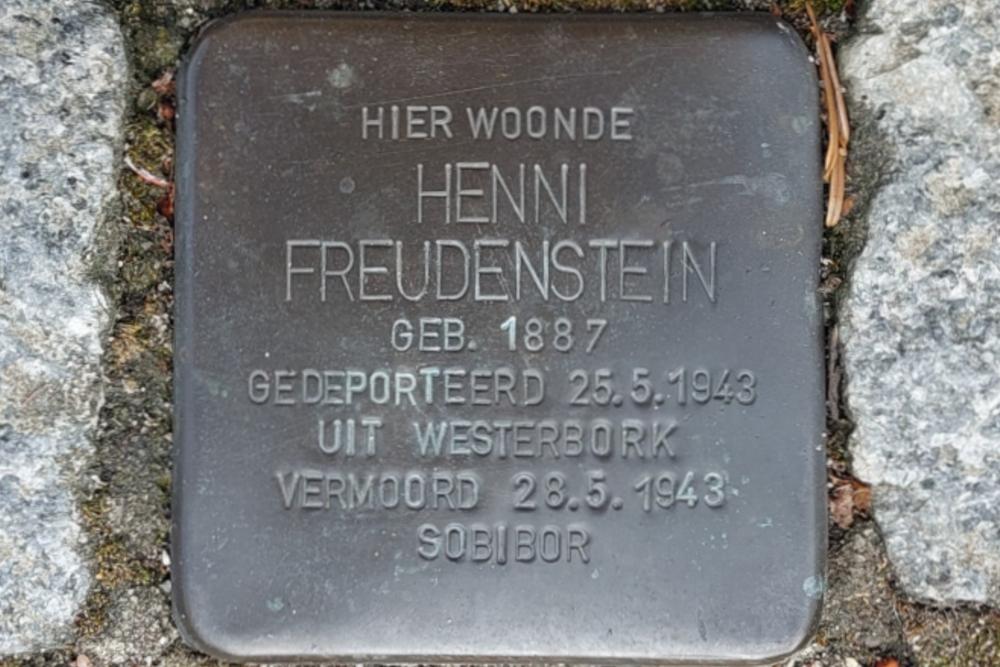 HIER WOONDE
HENNI
FREUDENSTEIN
GEB. 1887
GEDEPORTEERD 25.5.1943
UIT WESTERBORK
VERMOORD 28.5.1943
SOBIBOR